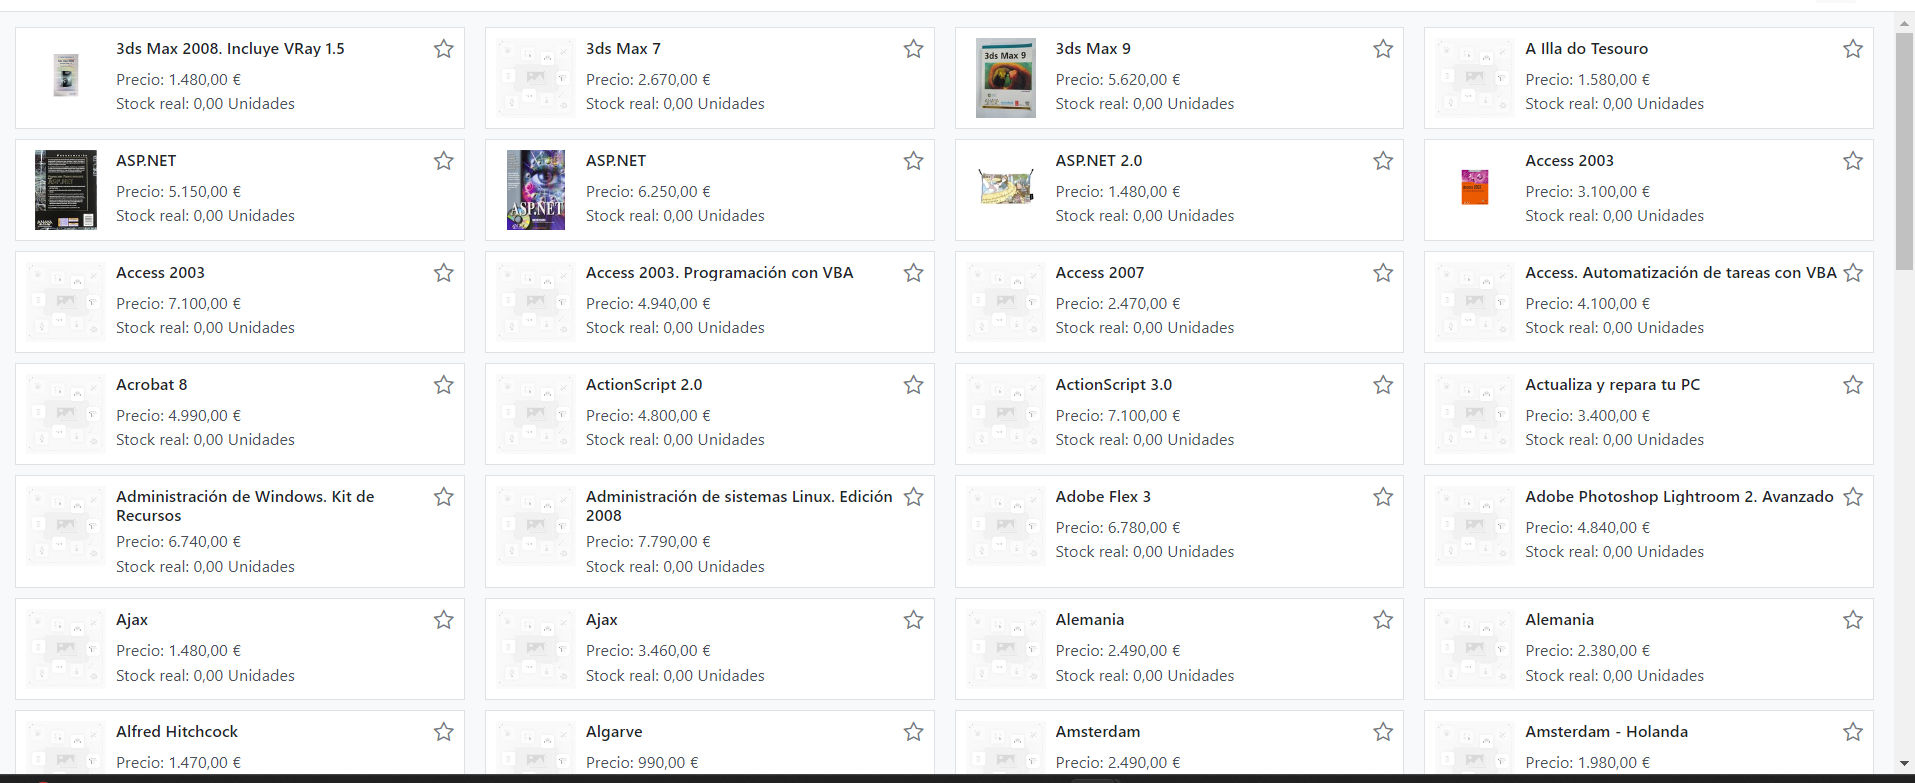 3ds Max 2008. Incluye VRay 1.5
Precio: 1.480,00 €
Stock real: 0,00 Unidades
3ds Max 7
Precio: 2.670,00 €
Stock real: 0,00 Unidades
3ds Max 9
3ds Max 9
Precio: 5.620,00 €
Stock real: 0,00 Unidades
A Illa do Tesouro
Precio: 1.580,00 €
Stock real: 0,00 Unidades
ASP.NET
Precio: 5.150,00 €
Stock real: 0,00 Unidades
ASP.NET
ASP.NET
Precio: 6.250,00 €
Stock real: 0,00 Unidades
ASP.NET 2.0
Precio: 1.480,00 €
Stock real: 0,00 Unidades
Access 2003
Precio: 3.100,00 €
Stock real: 0,00 Unidades
Access 2003
Precio: 7.100,00 €
Stock real: 0,00 Unidades
Access 2003. Programación con VBA
Precio: 4.940,00 €
Stock real: 0,00 Unidades
Access 2007
Precio: 2.470,00 €
Stock real: 0,00 Unidades
Access. Automatización de tareas con VBA
Precio: 4.100,00 €
Stock real: 0,00 Unidades
Acrobat 8
Precio: 4.990,00 €
Stock real: 0,00 Unidades
ActionScript 2.0
Precio: 4.800,00 €
Stock real: 0,00 Unidades
ActionScript 3.0
Precio: 7.100,00 €
Stock real: 0,00 Unidades
Actualiza y repara tu PC
Precio: 3.400,00 €
Stock real: 0,00 Unidades
Administración de Windows. Kit de
Recursos
Precio: 6.740,00 €
Stock real: 0,00 Unidades
Administración de sistemas Linux. Edición
2008
Precio: 7.790,00 €
Stock real: 0,00 Unidades
Adobe Flex 3
Precio: 6.780,00 €
Stock real: 0,00 Unidades
Adobe Photoshop Lightroom 2. Avanzado
Precio: 4.840,00 €
Stock real: 0,00 Unidades
Ajax
Precio: 1.480,00 €
Stock real: 0,00 Unidades
Ajax
Precio: 3.460,00 €
Stock real: 0,00 Unidades
Alemania
Precio: 2.490,00 €
Stock real: 0,00 Unidades
Alemania
Precio: 2.380,00 €
Stock real: 0,00 Unidades
Alfred Hitchcock
Precio: 1.470,00 €
Algarve
Precio: 990,00 €
Amsterdam
Precio: 2.490,00 €
Amsterdam - Holanda
Precio: 1.980,00 €